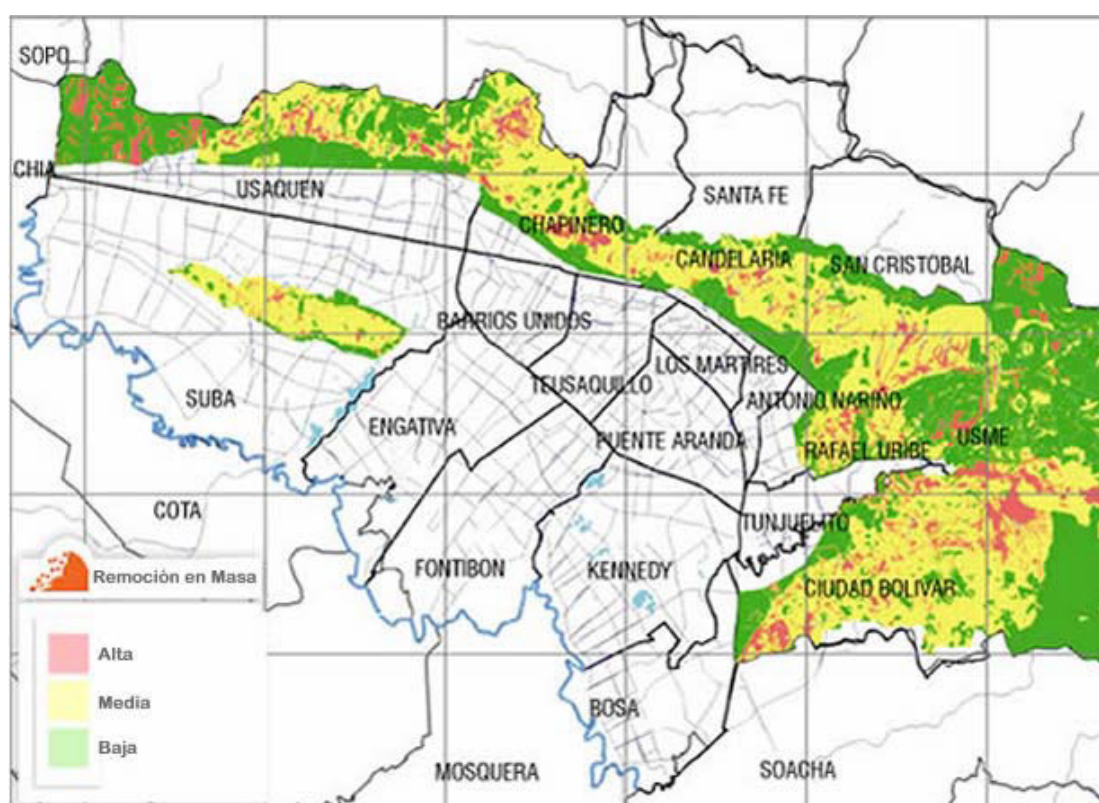 SOPO
CHIA
USAQUEN
SANTA FE
CHAPINERO
CANDELARIA
SAN CRISTOBAL
BARRIOS UNIDOS
LOS MARTIRES
TEUSAQUILLO
SUBA
ANTONIO NARIÑO
ENGATIVA
PUENTE ARANDA
RAFAEL URIBE
USME
COTA
TUNJUELITO
FONTIBON
KENNEDY
CIUDAD BOLIVAR
Remociòn en Masa
Alta
Media
Baja
BOSA
MOSQUERA
SOACHA